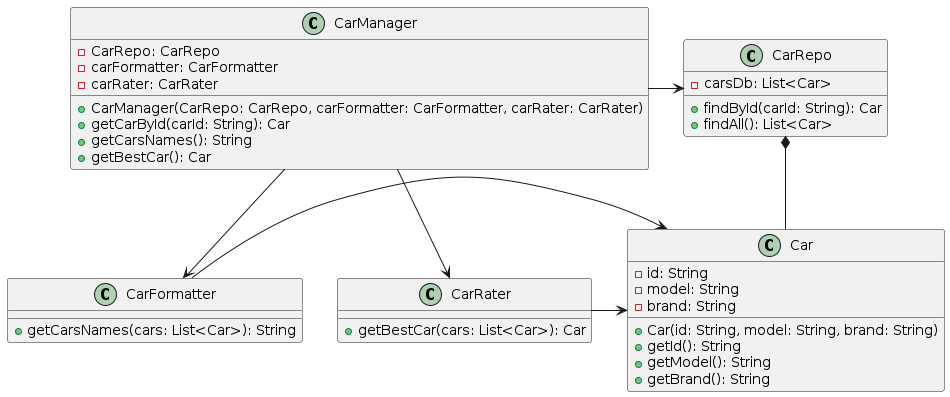 CarManager
CarRepo: CarRepo
carFormatter: CarFormatter
carRater: CarRater
CarManager(CarRepo: CarRepo, carFormatter: CarFormatter, carRater: CarRater)
getCarById(carId: String): Car
getCarsNames(): String
getBestCar(): Car
CarRepo
carsDb: List<Car>
findById(carId: String): Car
findAll(): List<Car>
CarFormatter
getCarsNames(cars: List<Car>): String
CarRater
getBestCar(cars: List<Car>): Car
Car
id: String
model: String
brand: String
Car(id: String, model: String, brand: String)
getId(): String
getModel(): String
getBrand(): String